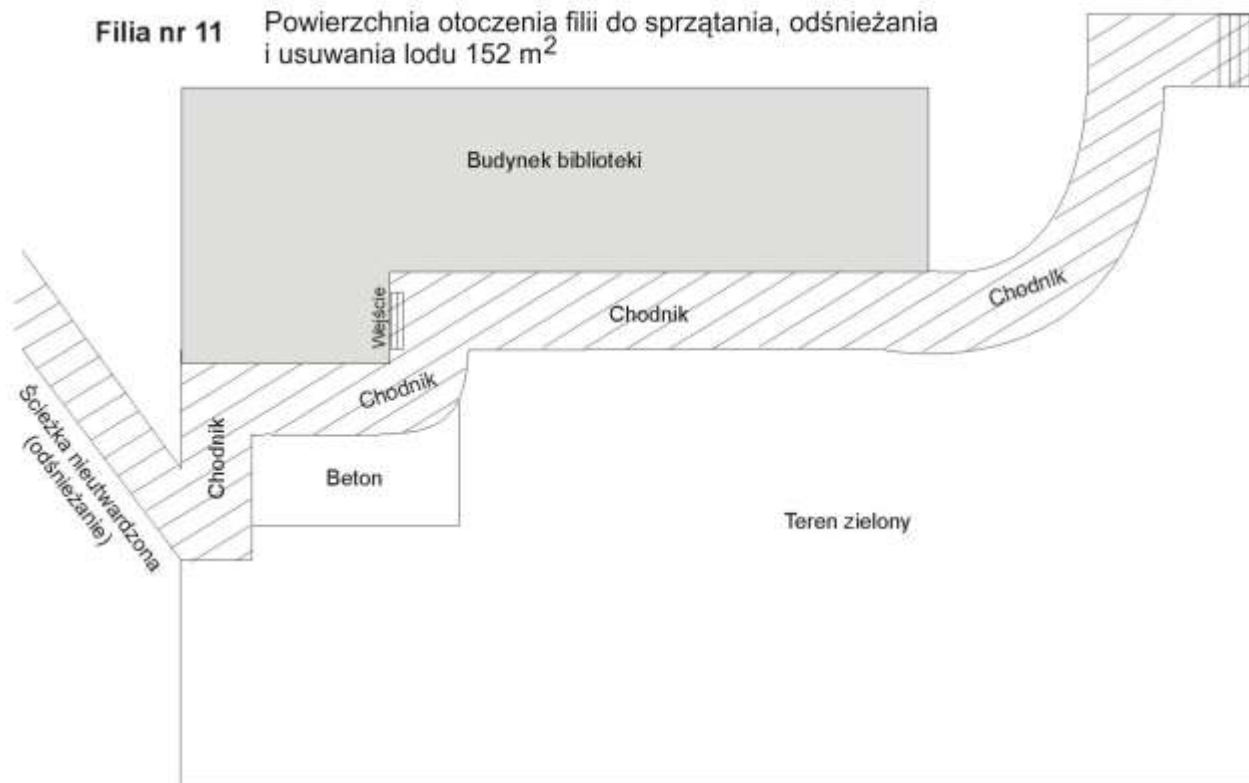 Filia nr 11
Powierzchnia otoczenia filii do sprzątania, odśnieżania
i usuwania lodu 152 m²
Budynek biblioteki
Wejście
Chodnik
Chodnik
Chodnik
Chodnik
Ścieżka nieutwardzona
(odśnieżanie)
Beton
Teren zielony